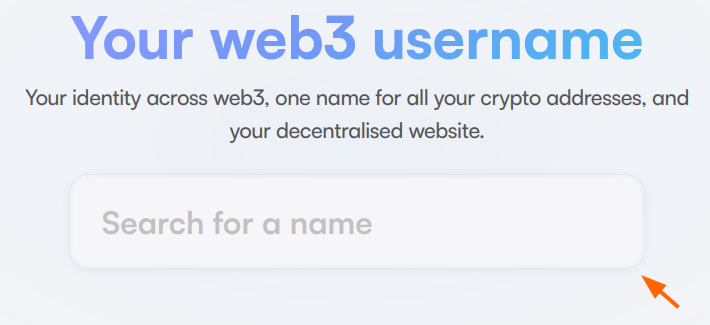 Your web3 username
Your identity across web3, one name for all your crypto addresses, and
your decentralised website.
Search for a name